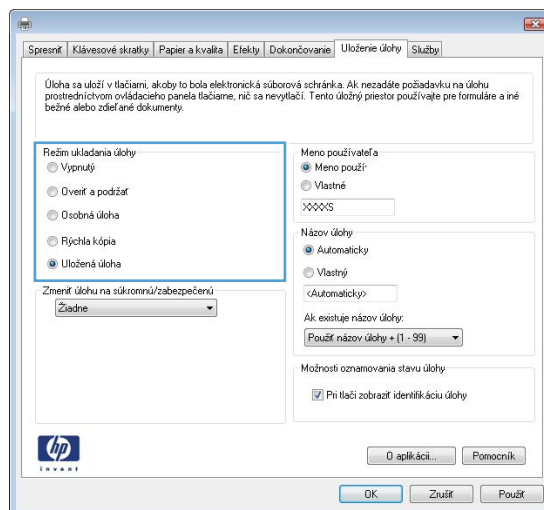 Spresniť Klávesové skratky Papier a kvalita Efekty Dokončovanie Uloženie úlohy Služby
Úloha sa uloží v tlačiarni, akoby to bola elektronická súborová schránka. Ak nezadáte požiadavku na úlohu
prostredníctvom ovládacieho panela tlačiarne, nič sa nevytlačí. Tento úložný priestor používajte pre formuláre a iné
bežné alebo zdieľané dokumenty.
Režim ukladania úlohy
Vypnutý
Overiť a podržať
Osobná úloha
Rýchla kópia
Uložená úloha
Zmeniť úlohu na súkromnú/zabezpečenú
Žiadne
Meno používateľa
Meno použí
Vlastné
XXXXS
Názov úlohy
Automaticky
Vlastný
<Automaticky>
Ak existuje názov úlohy:
Použiť názov úlohy + (1 - 99)
Možnosti oznamovania stavu úlohy
Pri tlači zobraziť identifikáciu úlohy
hp
invent
O aplikácii... Pomocník
OK Zrušiť Použiť